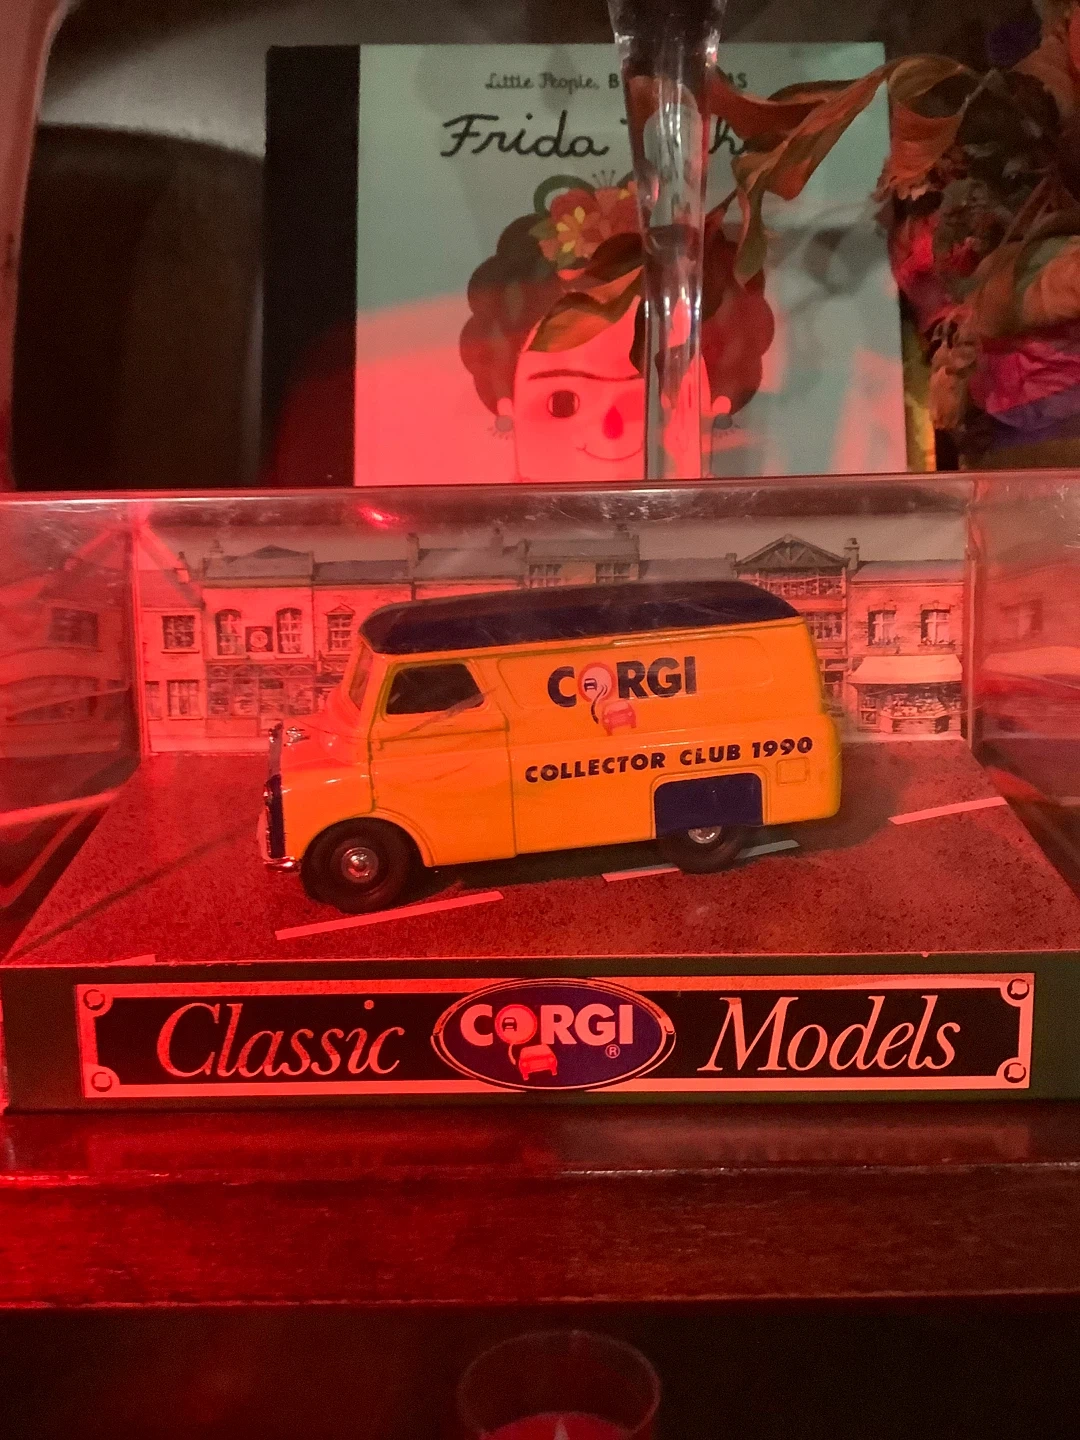 Little People, B
Frida
CORGI
COLLECTOR CLUB 1990
Classic CORGI® Models